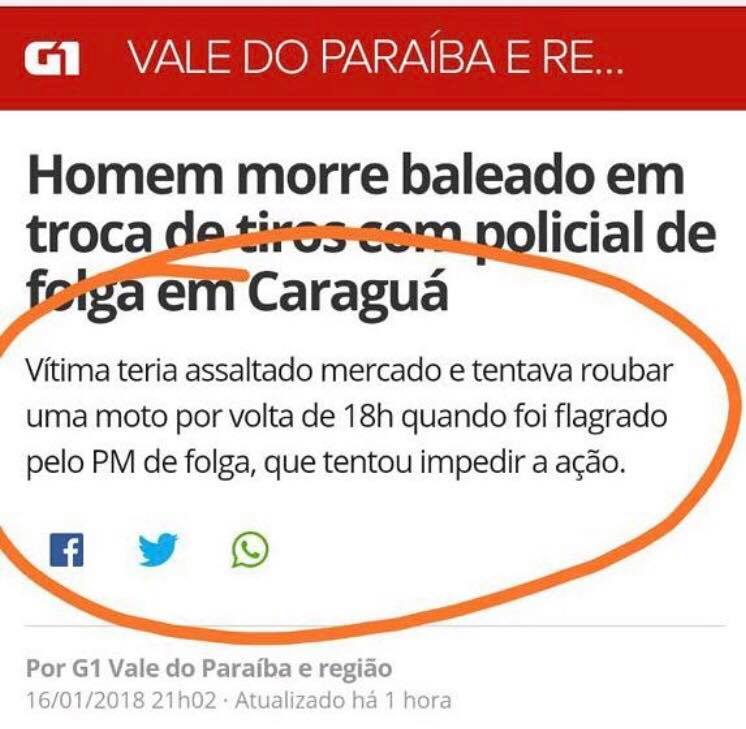 G1 VALE DO PARAÍBA E RE...
Homem morre baleado em
troca de tiros com policial de
folga em Caraguá
Vítima teria assaltado mercado e tentava roubar
uma moto por volta de 18h quando foi flagrado
pelo PM de folga, que tentou impedir a ação.
Por G1 Vale do Paraíba e região
16/01/2018 21h02 · Atualizado há 1 hora